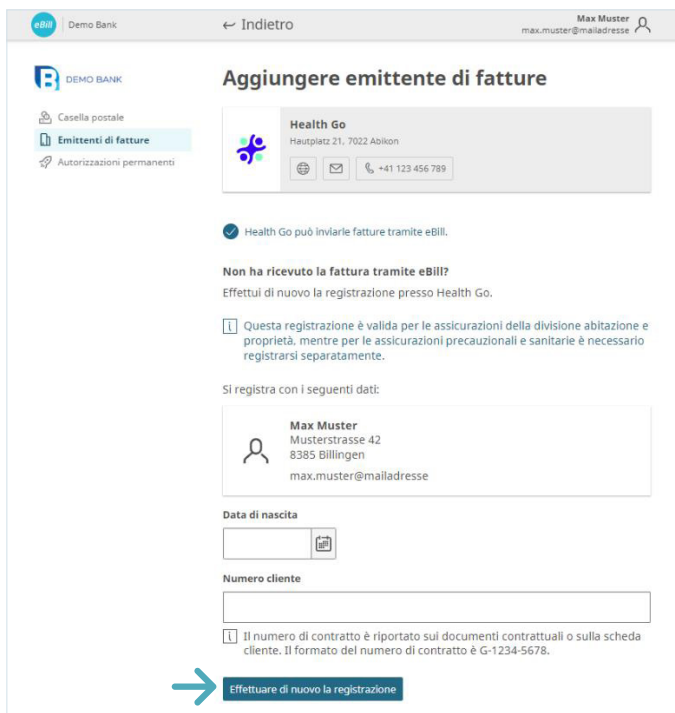 eBill Demo Bank
← Indietro
Max Muster
max.muster@mailadresse
DEMO BANK
Casella postale
Emittenti di fatture
Autorizzazioni permanenti
Aggiungere emittente di fatture
Health Go
Hautplatz 21, 7022 Abikon
+41 123 456 789
Health Go può inviarle fatture tramite eBill.
Non ha ricevuto la fattura tramite eBill?
Effettui di nuovo la registrazione presso Health Go.
Questa registrazione è valida per le assicurazioni della divisione abitazione e
proprietà, mentre per le assicurazioni precauzionali e sanitarie è necessario
registrarsi separatamente.
Si registra con i seguenti dati:
Max Muster
Musterstrasse 42
8385 Billingen
max.muster@mailadresse
Data di nascita
Numero cliente
Il numero di contratto è riportato sui documenti contrattuali o sulla scheda
cliente. Il formato del numero di contratto è G-1234-5678.
Effettuare di nuovo la registrazione